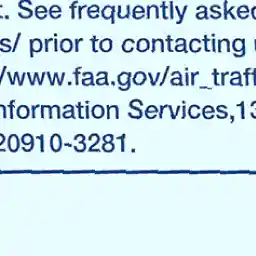 . See frequently asked
s/ prior to contacting
/www.faa.gov/air_traff
nformation Services,13
20910-3281.